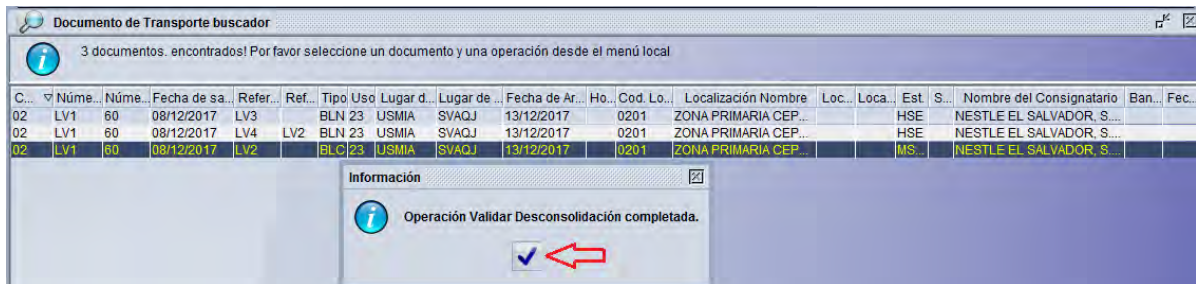 Documento de Transporte buscador
3 documentos. encontrados! Por favor seleccione un documento y una operación desde el menú local
C... Núme... Núme... Fecha de sa... Refer... Ref... Tipo Uso Lugar d... Lugar de ... Fecha de Ar... Ho... Cod. Lo... Localización Nombre Loc... Loca... Est. S... Nombre del Consignatario Ban... Fec...
02 LV1 60 08/12/2017 LV3 BLN 23 USMIA SVAQJ 13/12/2017 0201 ZONA PRIMARIA CEP... HSE NESTLE EL SALVADOR, S....
02 LV1 60 08/12/2017 LV4 LV2 BLN 23 USMIA SVAQJ 13/12/2017 0201 ZONA PRIMARIA CEP... HSE NESTLE EL SALVADOR, S....
02 LV1 60 08/12/2017 LV2 BLC 23 USMIA SVAQJ 13/12/2017 0201 ZONA PRIMARIA CEP... MS... NESTLE EL SALVADOR, S....
Información
Operación Validar Desconsolidación completada.